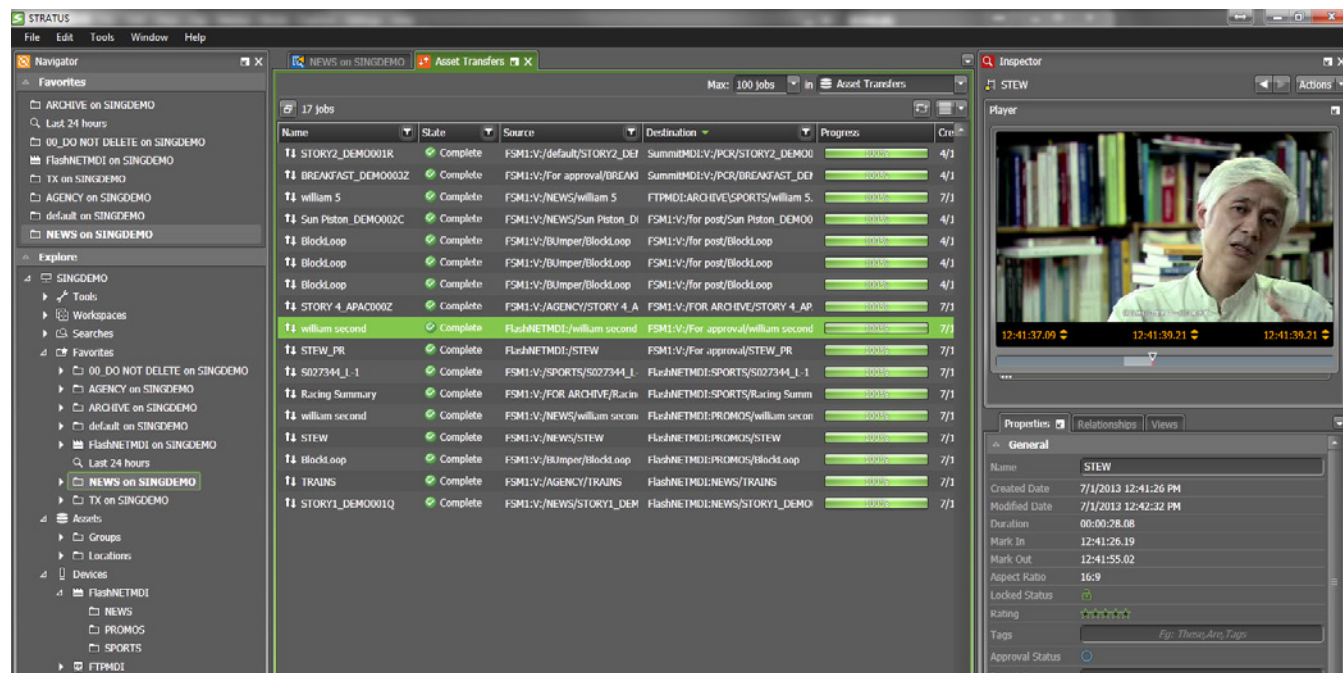 STRATUS
File Edit Tools Window Help
Navigator
Favorites
ARCHIVE on SINGDEMO
Last 24 hours
00_DO NOT DELETE on SINGDEMO
FlashNETMDI on SINGDEMO
TX on SINGDEMO
AGENCY on SINGDEMO
default on SINGDEMO
NEWS on SINGDEMO
Explore
SINGDEMO
Tools
Workspaces
Searches
Favorites
00_DO NOT DELETE on SINGDEMO
AGENCY on SINGDEMO
ARCHIVE on SINGDEMO
default on SINGDEMO
FlashNETMDI on SINGDEMO
Last 24 hours
NEWS on SINGDEMO
TX on SINGDEMO
Assets
Groups
Locations
Devices
FlashNETMDI
NEWS
PROMOS
SPORTS
FTPMDI
NEWS on SINGDEMO Asset Transfers
Max: 100 jobs in Asset Transfers
17 jobs
Name State Source Destination Progress Cre
STORY2_DEMO001R Complete FSM1:V:/default/STORY2_DEI SummitMDI:V:/PCR/STORY2_DEMO0 100% 4/1
BREAKFAST_DEMO003Z Complete FSM1:V:/For approval/BREAKI SummitMDI:V:/PCR/BREAKFAST_DEI 100% 4/1
william 5 Complete FSM1:V:/NEWS/william 5 FTPMDI:ARCHIVE\SPORTS/william 5. 100% 7/1
Sun Piston_DEMO002C Complete FSM1:V:/NEWS/Sun Piston_DI FSM1:V:/for post/Sun Piston_DEMO0 100% 4/1
BlockLoop Complete FSM1:V:/BUmper/BlockLoop FSM1:V:/for post/BlockLoop 100% 4/1
BlockLoop Complete FSM1:V:/BUmper/BlockLoop FSM1:V:/for post/BlockLoop 100% 4/1
BlockLoop Complete FSM1:V:/BUmper/BlockLoop FSM1:V:/for post/BlockLoop 100% 4/1
STORY 4_APAC000Z Complete FSM1:V:/AGENCY/STORY 4_A FSM1:V:/FOR ARCHIVE/STORY 4_AP. 100% 7/1
william second Complete FlashNETMDI:/william second FSM1:V:/For approval/william second 100% 7/1
STEW_PR Complete FlashNETMDI:/STEW FSM1:V:/For approval/STEW_PR 100% 7/1
S027344_L-1 Complete FSM1:V:/SPORTS/S027344_L- FlashNETMDI:SPORTS/S027344_L-1 100% 7/1
Racing Summary Complete FSM1:V:/FOR ARCHIVE/Racin FlashNETMDI:SPORTS/Racing Summ 100% 7/1
william second Complete FSM1:V:/NEWS/william secon FlashNETMDI:PROMOS/william secon 100% 7/1
STEW Complete FSM1:V:/NEWS/STEW FlashNETMDI:PROMOS/STEW 100% 7/1
BlockLoop Complete FSM1:V:/BUmper/BlockLoop FlashNETMDI:PROMOS/BlockLoop 100% 7/1
TRAINS Complete FSM1:V:/AGENCY/TRAINS FlashNETMDI:NEWS/TRAINS 100% 7/1
STORY1_DEMO001Q Complete FSM1:V:/NEWS/STORY1_DEM FlashNETMDI:NEWS/STORY1_DEMO 100% 7/1
Inspector
STEW Actions
Player
12:41:37.09 12:41:39.21 12:41:39.21
Properties Relationships Views
General
Name STEW
Created Date 7/1/2013 12:41:26 PM
Modified Date 7/1/2013 12:42:32 PM
Duration 00:00:28.08
Mark In 12:41:26.19
Mark Out 12:41:55.02
Aspect Ratio 16:9
Locked Status
Rating
Tags Eg: These,Are,Tags
Approval Status